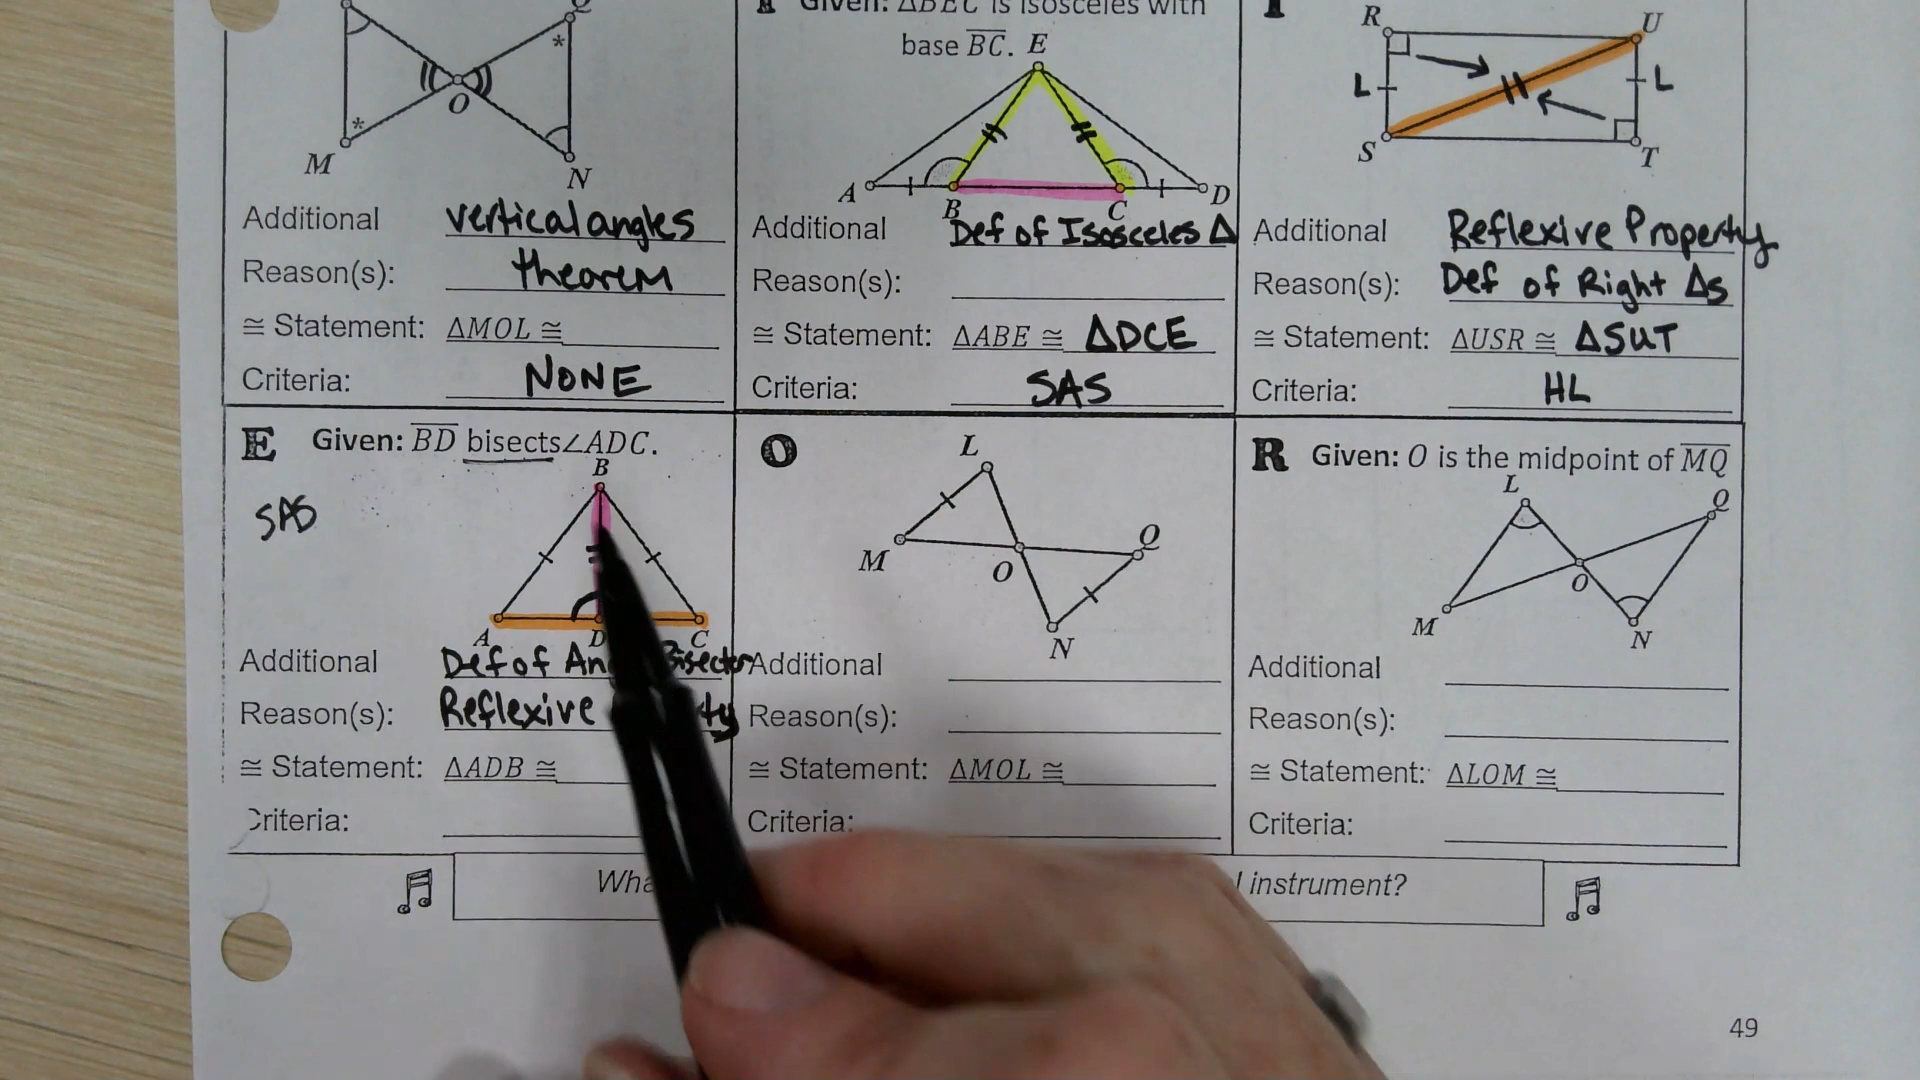 Q
M
*
*
O
N
Additional vertical angles
Reason(s): theorem
≅ Statement: ΔMOL ≅
Criteria: NONE
Given: ΔBEC is isosceles with
base BC.
E
A
B
C
D
Additional Def of Isosceles Δ
Reason(s):
≅ Statement: ΔABE ≅ ΔDCE
Criteria: SAS
R
U
L
L
S
T
Additional Reflexive Property
Reason(s): Def of Right Δs
≅ Statement: ΔUSR ≅ ΔSUT
Criteria: HL
E Given: BD bisects∠ADC.
SAS
B
A
D
C
Additional Def of Bisector
Reason(s): Reflexive
≅ Statement: ΔADB ≅
Criteria:
O
L
M
O
Q
N
Additional
Reason(s):
≅ Statement: ΔMOL ≅
Criteria:
R Given: O is the midpoint of MQ
L
Q
O
M
N
Additional
Reason(s):
≅ Statement: ΔLOM ≅
Criteria:
instrument?
49